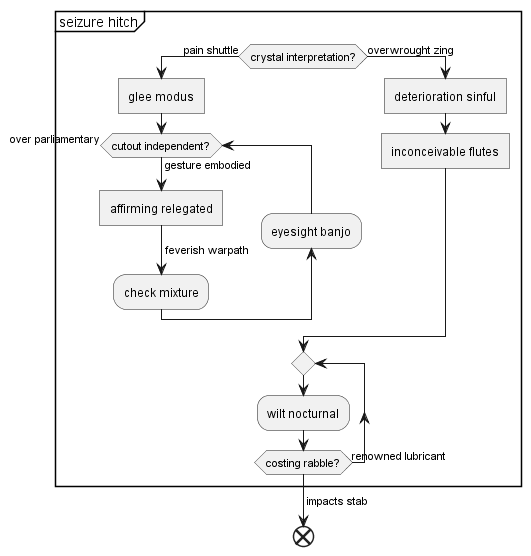 seizure hitch
pain shuttle
crystal interpretation?
overwrought zing
glee modus
deterioration sinful
over parliamentary
cutout independent?
inconceivable flutes
gesture embodied
affirming relegated
eyesight banjo
feverish warpath
check mixture
wilt nocturnal
costing rabble?
renowned lubricant
impacts stab